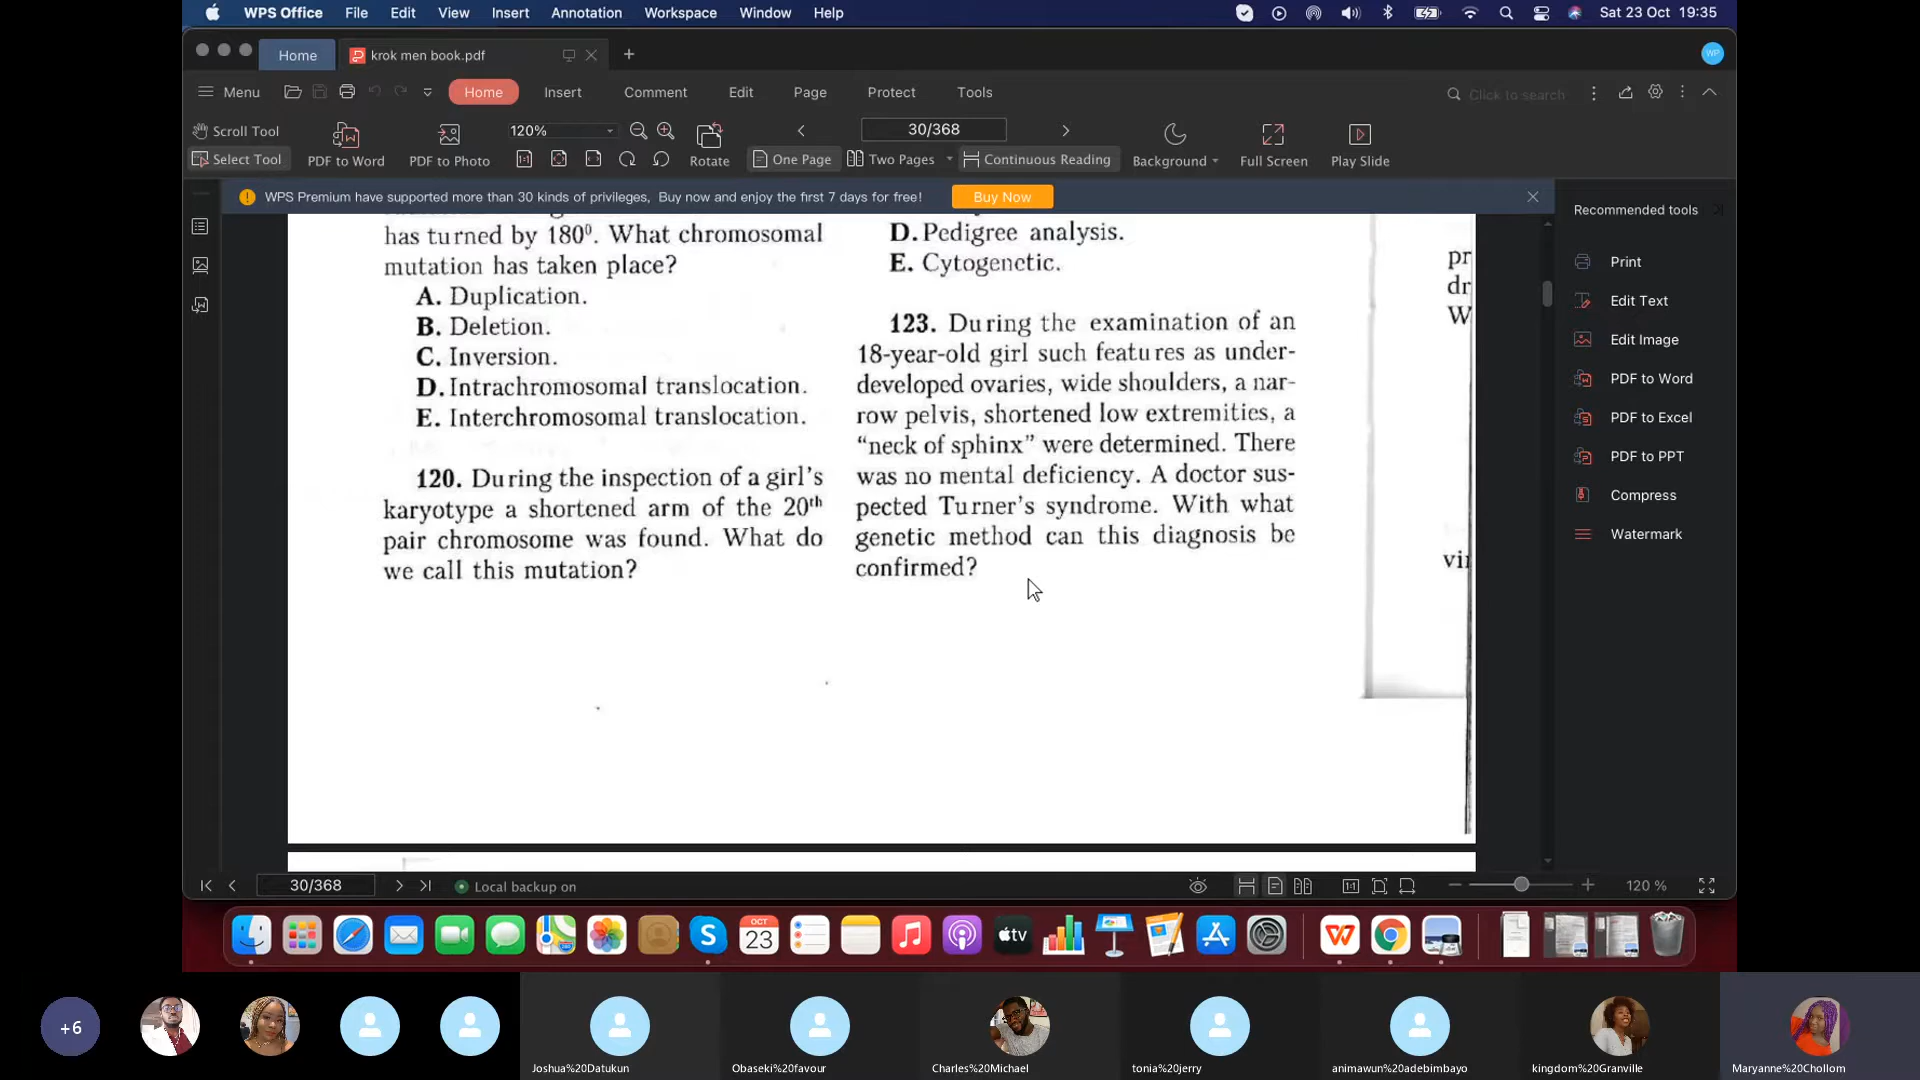 WPS Office File Edit View Insert Annotation Workspace Window Help Sat 23 Oct 19:35
Home krok men book.pdf
WP
Menu Home Insert Comment Edit Page Protect Tools Click to search
Scroll Tool
Select Tool
PDF to Word
PDF to Photo
120%
Rotate
30/368
One Page Two Pages Continuous Reading
Background
Full Screen
Play Slide
WPS Premium have supported more than 30 kinds of privileges, Buy now and enjoy the first 7 days for free! Buy Now
has turned by 180⁰. What chromosomal
mutation has taken place?
A. Duplication.
B. Deletion.
C. Inversion.
D. Intrachromosomal translocation.
E. Interchromosomal translocation.
120. During the inspection of a girl's
karyotype a shortened arm of the 20ᵗʰ
pair chromosome was found. What do
we call this mutation?
D. Pedigree analysis.
E. Cytogenetic.
123. During the examination of an
18-year-old girl such features as under-
developed ovaries, wide shoulders, a nar-
row pelvis, shortened low extremities, a
“neck of sphinx” were determined. There
was no mental deficiency. A doctor sus-
pected Turner's syndrome. With what
genetic method can this diagnosis be
confirmed?
pr
dr
W
Recommended tools
Print
Edit Text
Edit Image
PDF to Word
PDF to Excel
PDF to PPT
Compress
Watermark
30/368 Local backup on 120 %
OCT
23
tv
+6
Joshua%20Datukun
Obaseki%20favour
Charles%20Michael
tonia%20jerry
animawun%20adebimbayo
kingdom%20Granville
Maryanne%20Chollom